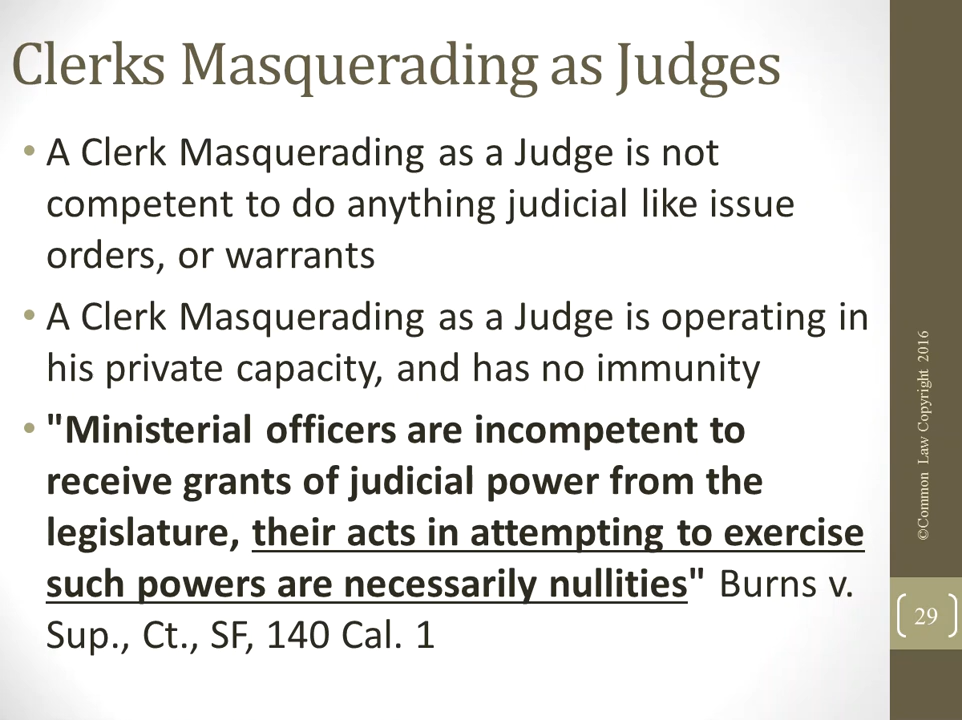 Clerks Masquerading as Judges
• A Clerk Masquerading as a Judge is not
competent to do anything judicial like issue
orders, or warrants
• A Clerk Masquerading as a Judge is operating in
his private capacity, and has no immunity
• "Ministerial officers are incompetent to
receive grants of judicial power from the
legislature, their acts in attempting to exercise
such powers are necessarily nullities" Burns v.
Sup., Ct., SF, 140 Cal. 1
©Common Law Copyright 2016
29